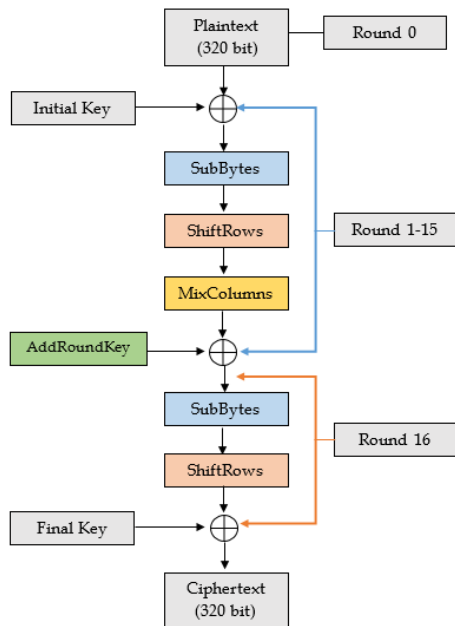 Plaintext
(320 bit)
Round 0
Initial Key
SubBytes
ShiftRows
Round 1-15
MixColumns
AddRoundKey
SubBytes
Round 16
ShiftRows
Final Key
Ciphertext
(320 bit)